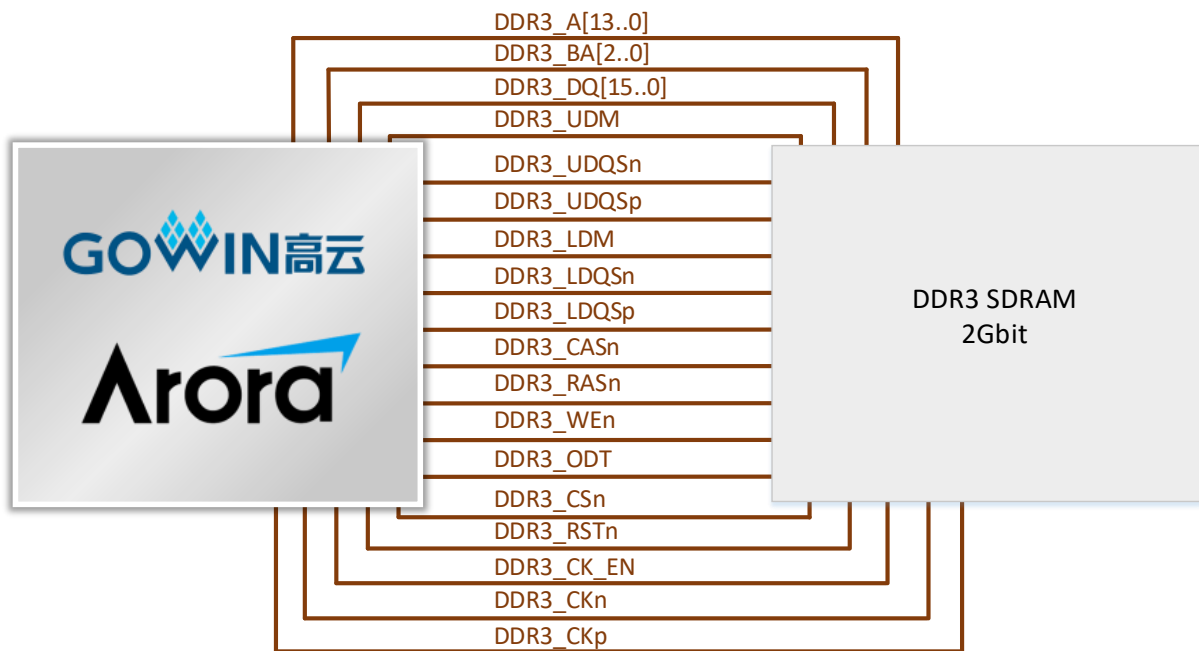 DDR3_A[13..0]
DDR3_BA[2..0]
DDR3_DQ[15..0]
DDR3_UDM
DDR3_UDQSn
DDR3_UDQSp
DDR3_LDM
DDR3_LDQSn
DDR3_LDQSp
DDR3_CASn
DDR3_RASn
DDR3_WEn
DDR3_ODT
DDR3_CSn
DDR3_RSTn
DDR3_CK_EN
DDR3_CKn
DDR3_CKp
GOWIN高云
Arora
DDR3 SDRAM
2Gbit